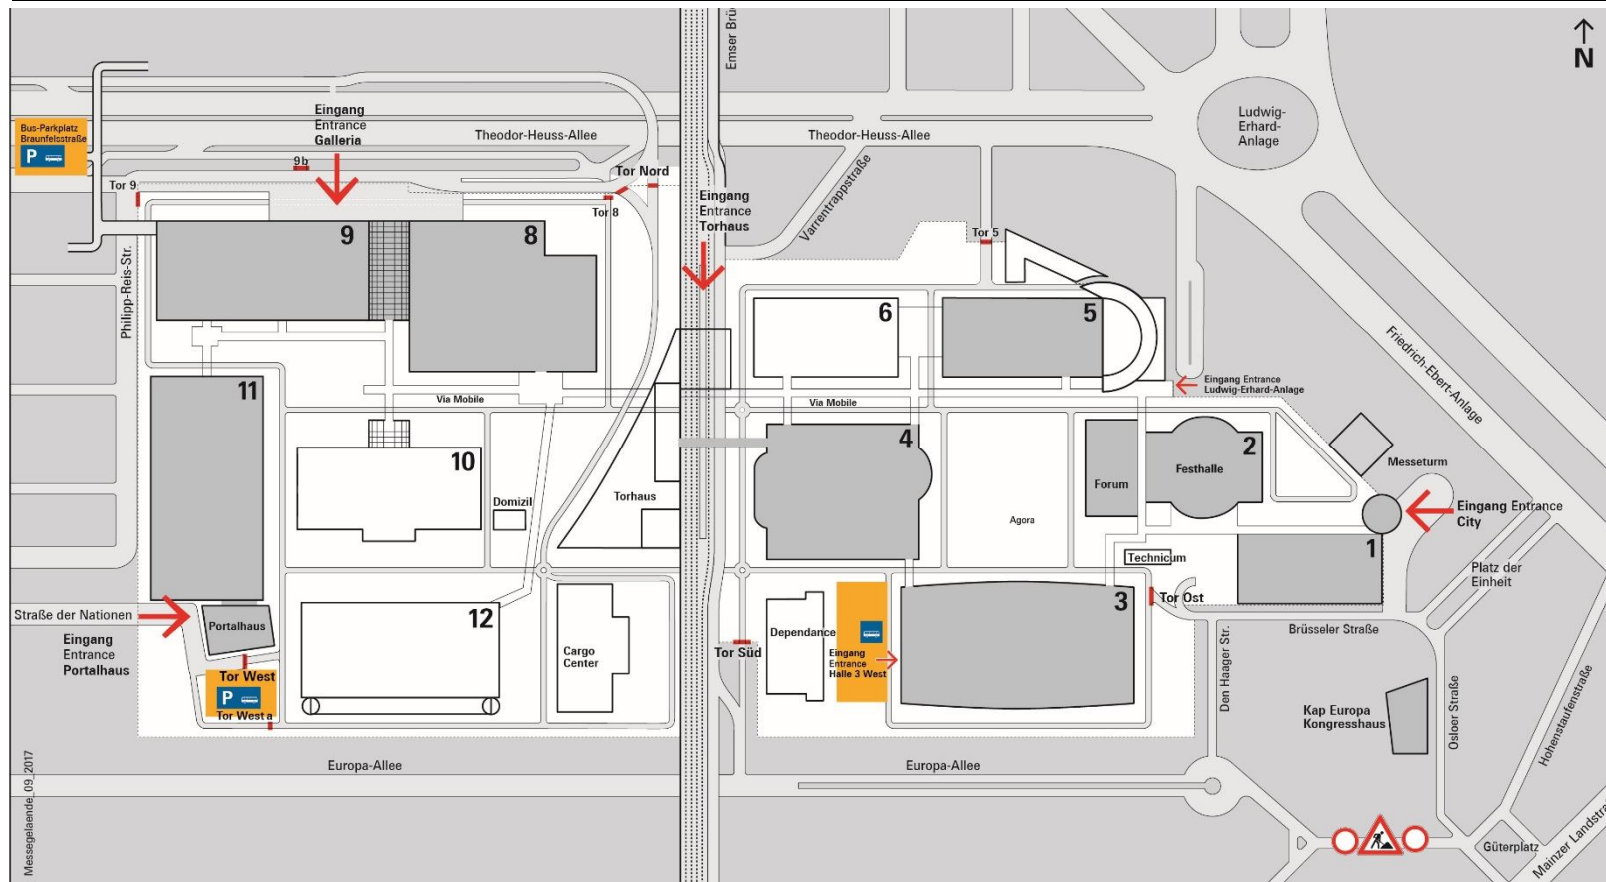 Emser Brü
N
Ludwig-
Erhard-
Anlage
Bus-Parkplatz
Braunfelsstraße
P
Eingang
Entrance
Galleria
Theodor-Heuss-Allee
Theodor-Heuss-Allee
9b
Tor 9
Tor Nord
Tor 8
Eingang
Entrance
Torhaus
Varrentrappstraße
Tor 5
Philipp-Reis-Str.
9
8
6
5
Friedrich-Ebert-Anlage
11
Via Mobile
Via Mobile
Eingang Entrance
Ludwig-Erhard-Anlage
10
4
2
Festhalle
Forum
Messeturm
Domizil
Torhaus
Agora
Eingang Entrance
City
Technicum
1
Platz der
Einheit
Straße der Nationen
Eingang
Entrance
Portalhaus
Portalhaus
12
Cargo
Center
Dependance
3
Tor Ost
Brüsseler Straße
Tor Süd
Eingang
Entrance
Halle 3 West
Tor West
P
Tor West a
Den Haager Str.
Kap Europa
Kongresshaus
Osloer Straße
Hohenstaufenstraße
Europa-Allee
Europa-Allee
Messegelaende_09_2017
Güterplatz
Mainzer Landstra